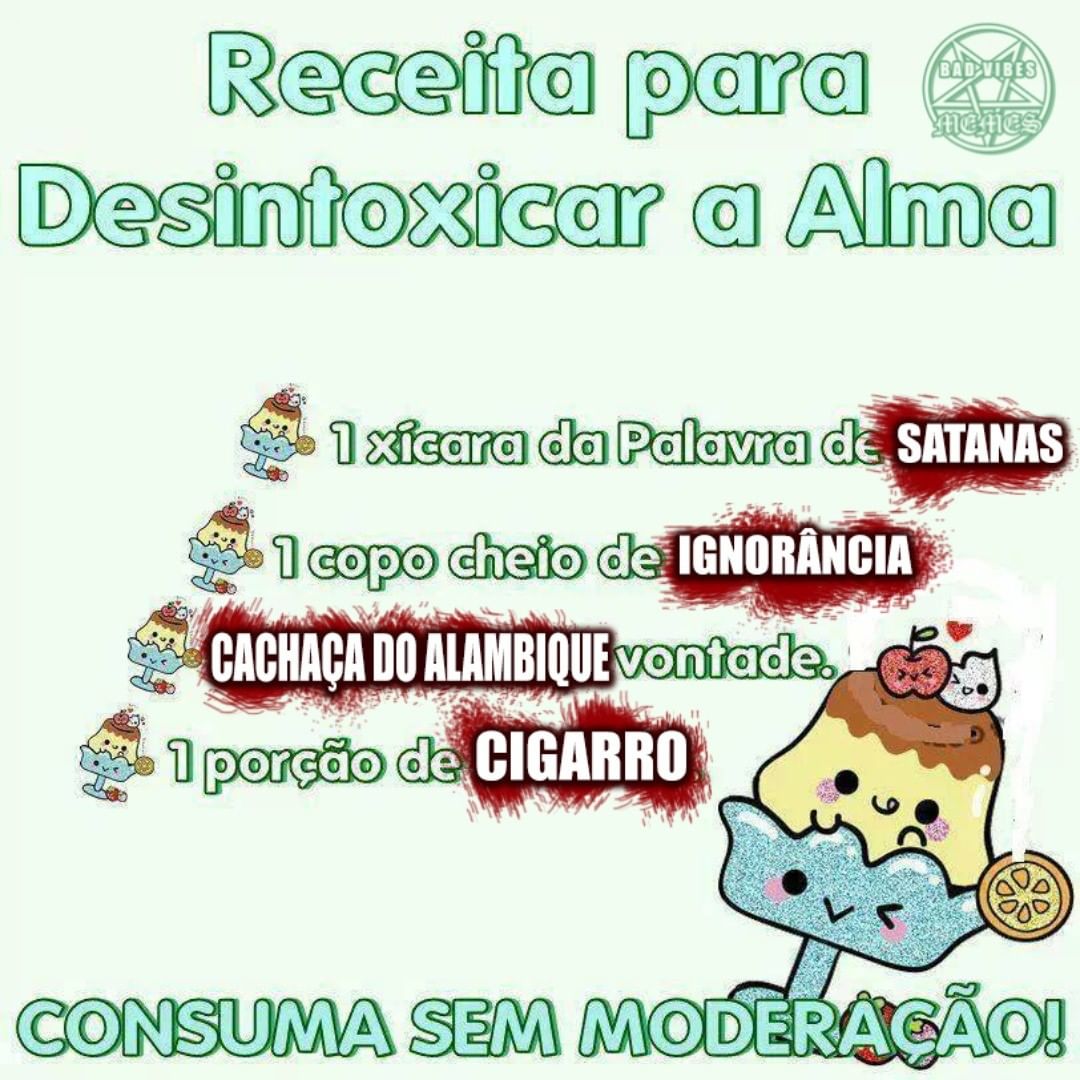 Receita para
BAD VIBES
MEMES
Desintoxicar a Alma
1 xícara da Palavra de SATANAS
1 copo cheio de IGNORÂNCIA
CACHAÇA DO ALAMBIQUE vontade.
1 porção de CIGARRO
CONSUMA SEM MODERAÇÃO!